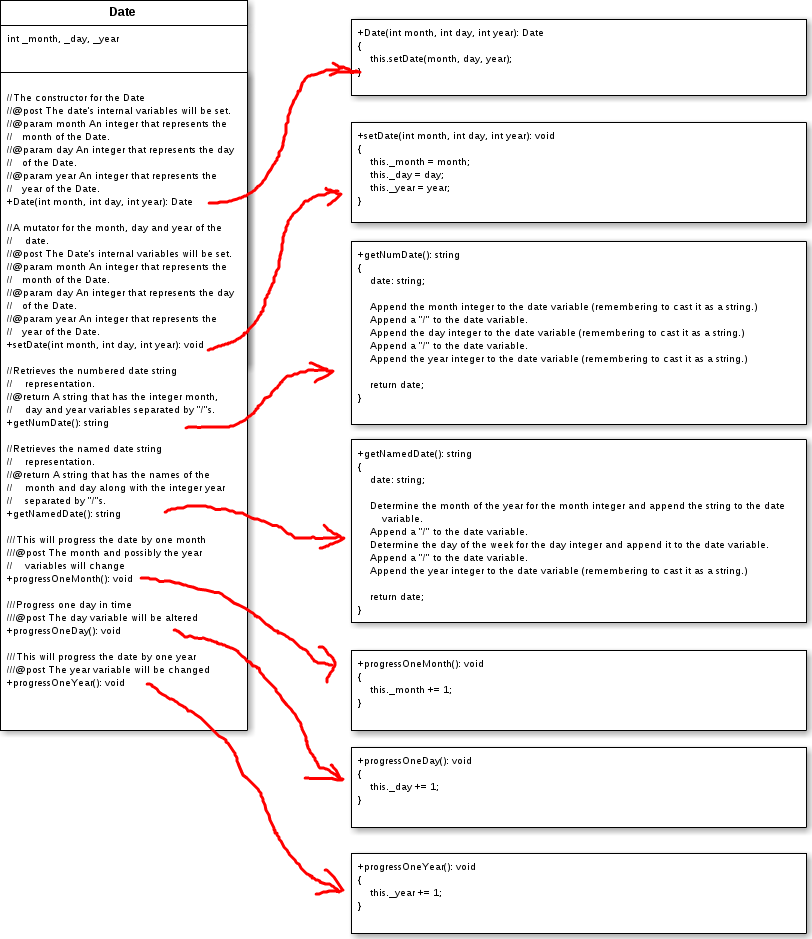 Date
int _month, _day, _year
//The constructor for the Date
//@post The date's internal variables will be set.
//@param month An integer that represents the
// month of the Date.
//@param day An integer that represents the day
// of the Date.
//@param year An integer that represents the
// year of the Date.
+Date(int month, int day, int year): Date
//A mutator for the month, day and year of the
// date.
//@post The Date's internal variables will be set.
//@param month An integer that represents the
// month of the Date.
//@param day An integer that represents the day
// of the Date.
//@param year An integer that represents the
// year of the Date.
+setDate(int month, int day, int year): void
//Retrieves the numbered date string
// representation.
//@return A string that has the integer month,
// day and year variables separated by "/"s.
+getNumDate(): string
//Retrieves the named date string
// representation.
//@return A string that has the names of the
// month and day along with the integer year
// separated by "/"s.
+getNamedDate(): string
///This will progress the date by one month
///@post The month and possibly the year
// variables will change
+progressOneMonth(): void
///Progress one day in time
///@post The day variable will be altered
+progressOneDay(): void
///This will progress the date by one year
///@post The year variable will be changed
+progressOneYear(): void
+Date(int month, int day, int year): Date
{
this.setDate(month, day, year);
}
+setDate(int month, int day, int year): void
{
this._month = month;
this._day = day;
this._year = year;
}
+getNumDate(): string
{
date: string;
Append the month integer to the date variable (remembering to cast it as a string.)
Append a "/" to the date variable.
Append the day integer to the date variable (remembering to cast it as a string.)
Append a "/" to the date variable.
Append the year integer to the date variable (remembering to cast it as a string.)
return date;
}
+getNamedDate(): string
{
date: string;
Determine the month of the year for the month integer and append the string to the date
variable.
Append a "/" to the date variable.
Determine the day of the week for the day integer and append it to the date variable.
Append a "/" to the date variable.
Append the year integer to the date variable (remembering to cast it as a string.)
return date;
}
+progressOneMonth(): void
{
this._month += 1;
}
+progressOneDay(): void
{
this._day += 1;
}
+progressOneYear(): void
{
this._year += 1;
}